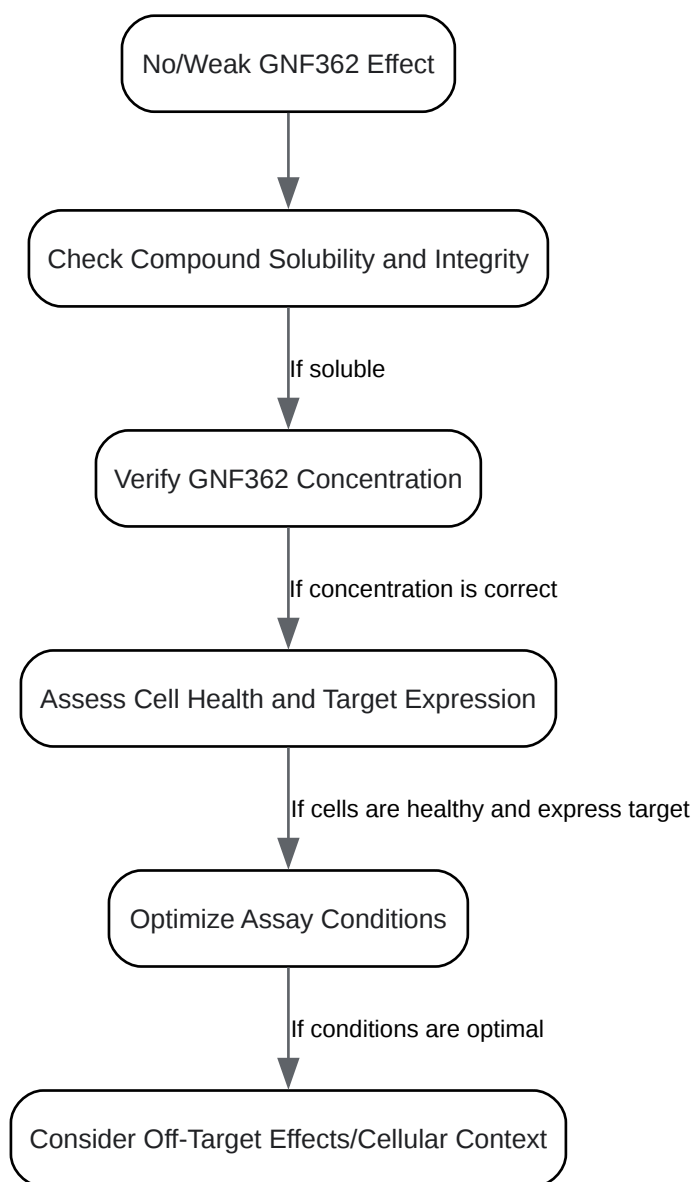 No/Weak GNF362 Effect
Check Compound Solubility and Integrity
If soluble
Verify GNF362 Concentration
If concentration is correct
Assess Cell Health and Target Expression
If cells are healthy and express target
Optimize Assay Conditions
If conditions are optimal
Consider Off-Target Effects/Cellular Context